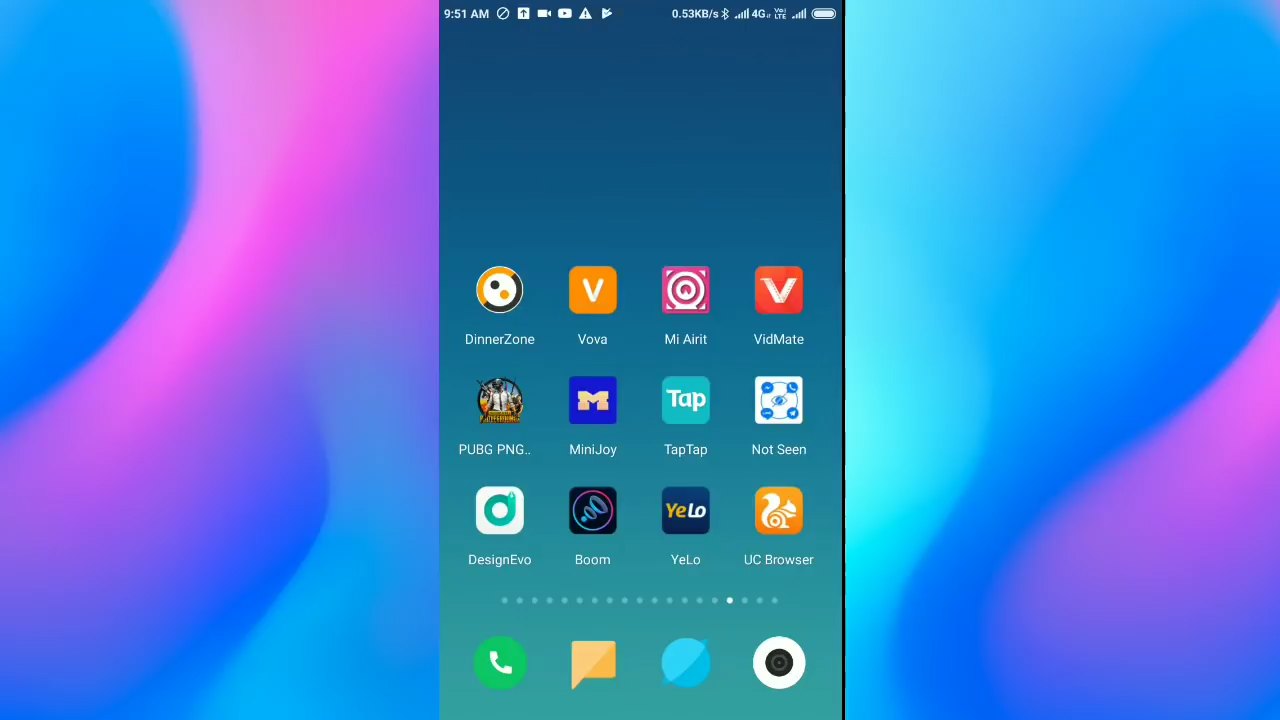 9:51 AM 0.53KB/s 4G VoLTE
DinnerZone Vova Mi Airit VidMate
Tap
PUBG PNG.. MiniJoy TapTap Not Seen
YeLo
DesignEvo Boom YeLo UC Browser